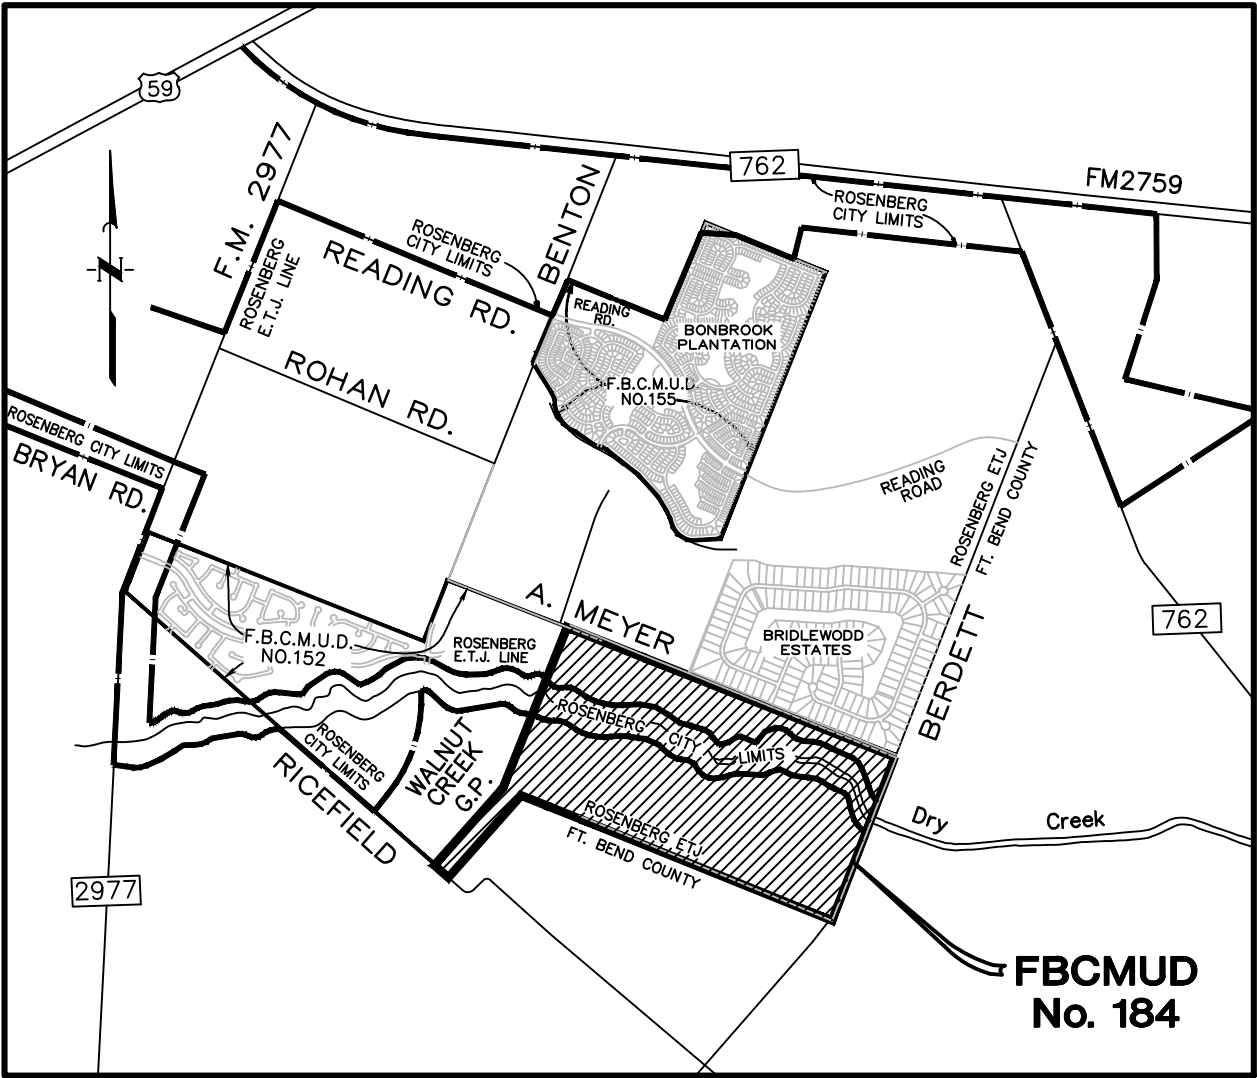 59
762
FM2759
ROSENBERG
CITY LIMITS
F.M. 2977
BENTON
ROSENBERG
CITY LIMITS
ROSENBERG
E.T.J. LINE
READING RD.
READING
RD.
N
BONBROOK
PLANTATION
ROHAN RD.
F.B.C.M.U.D.
NO.155
ROSENBERG CITY LIMITS
BRYAN RD.
READING
ROAD
ROSENBERG ETJ
FT. BEND COUNTY
A. MEYER
762
F.B.C.M.U.D.
NO.152
ROSENBERG
E.T.J. LINE
BRIDLEWODD
ESTATES
BERDETT
ROSENBERG CITY LIMITS
ROSENBERG
CITY LIMITS
WALNUT
CREEK
G.P.
RICEFIELD
ROSENBERG ETJ
FT. BEND COUNTY
Dry Creek
2977
FBCMUD
No. 184